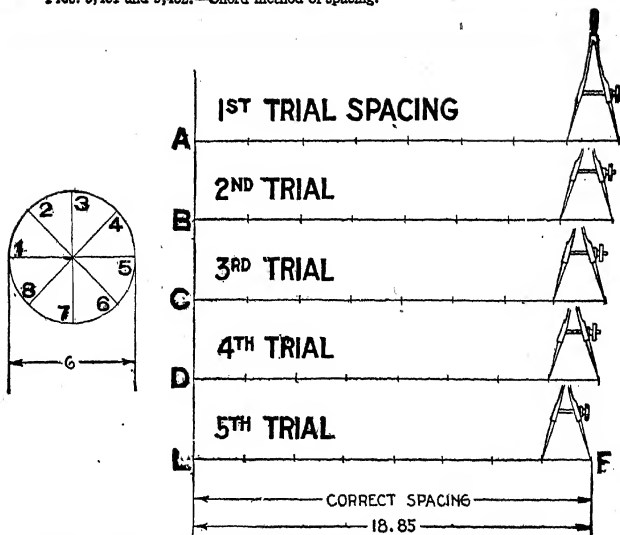 Figs. 5,101 and 5,102.—Chord method of spacing.
1ST TRIAL SPACING
A
2ND TRIAL
B
3RD TRIAL
C
4TH TRIAL
D
5TH TRIAL
L
F
1
2
3
4
5
6
7
8
6
CORRECT SPACING
18.85